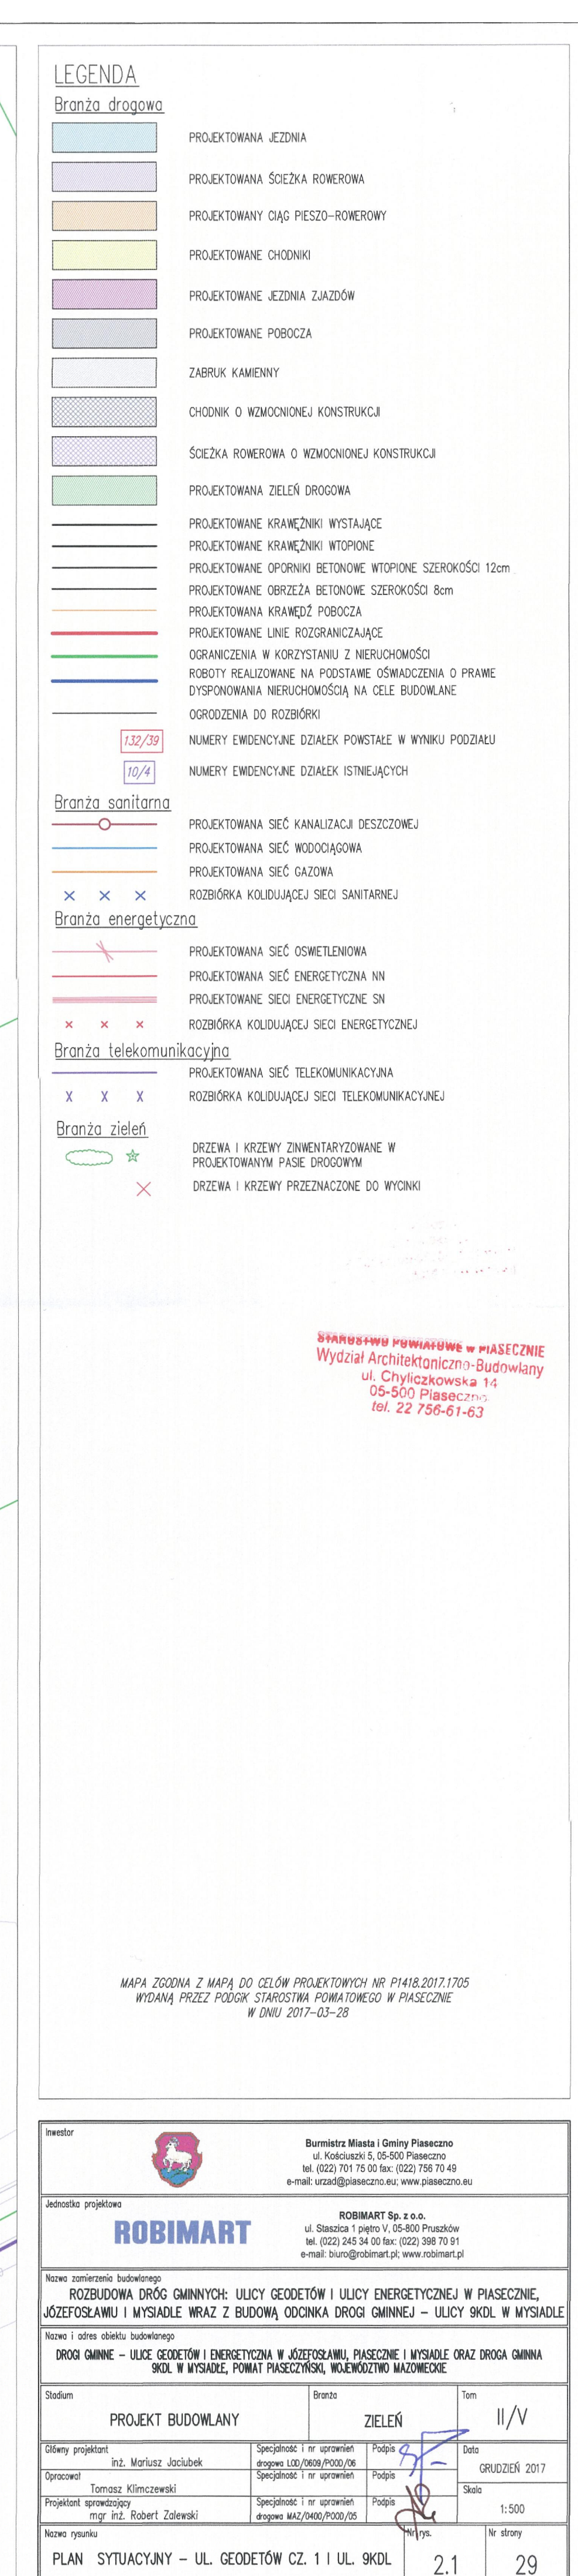 LEGENDA
Branża drogowa
PROJEKTOWANA JEZDNIA
PROJEKTOWANA ŚCIEŻKA ROWEROWA
PROJEKTOWANY CIĄG PIESZO-ROWEROWY
PROJEKTOWANE CHODNIKI
PROJEKTOWANE JEZDNIA ZJAZDÓW
PROJEKTOWANE POBOCZA
ZABRUK KAMIENNY
CHODNIK O WZMOCNIONEJ KONSTRUKCJI
ŚCIEŻKA ROWEROWA O WZMOCNIONEJ KONSTRUKCJI
PROJEKTOWANA ZIELEŃ DROGOWA
PROJEKTOWANE KRAWĘŻNIKI WYSTAJĄCE
PROJEKTOWANE KRAWĘŻNIKI WTOPIONE
PROJEKTOWANE OPORNIKI BETONOWE WTOPIONE SZEROKOŚCI 12cm
PROJEKTOWANE OBRZEŻA BETONOWE SZEROKOŚCI 8cm
PROJEKTOWANA KRAWĘDŹ POBOCZA
PROJEKTOWANE LINIE ROZGRANICZAJĄCE
OGRANICZENIA W KORZYSTANIU Z NIERUCHOMOŚCI
ROBOTY REALIZOWANE NA PODSTAWIE OŚWIADCZENIA O PRAWIE
DYSPONOWANIA NIERUCHOMOŚCIĄ NA CELE BUDOWLANE
OGRODZENIA DO ROZBIÓRKI
132/39 NUMERY EWIDENCYJNE DZIAŁEK POWSTAŁE W WYNIKU PODZIAŁU
10/4 NUMERY EWIDENCYJNE DZIAŁEK ISTNIEJĄCYCH
Branża sanitarna
PROJEKTOWANA SIEĆ KANALIZACJI DESZCZOWEJ
PROJEKTOWANA SIEĆ WODOCIĄGOWA
PROJEKTOWANA SIEĆ GAZOWA
ROZBIÓRKA KOLIDUJĄCEJ SIECI SANITARNEJ
Branża energetyczna
PROJEKTOWANA SIEĆ OSWIETLENIOWA
PROJEKTOWANA SIEĆ ENERGETYCZNA NN
PROJEKTOWANE SIECI ENERGETYCZNE SN
ROZBIÓRKA KOLIDUJĄCEJ SIECI ENERGETYCZNEJ
Branża telekomunikacyjna
PROJEKTOWANA SIEĆ TELEKOMUNIKACYJNA
X X X ROZBIÓRKA KOLIDUJĄCEJ SIECI TELEKOMUNIKACYJNEJ
Branża zieleń
DRZEWA I KRZEWY ZINWENTARYZOWANE W
PROJEKTOWANYM PASIE DROGOWYM
DRZEWA I KRZEWY PRZEZNACZONE DO WYCINKI
STAROSTWO POWIATOWE w PIASECZNIE
Wydział Architektoniczno-Budowlany
ul. Chyliczkowska 14
05-500 Piaseczno
tel. 22 756-61-63
MAPA ZGODNA Z MAPĄ DO CELÓW PROJEKTOWYCH NR P1418.2017.1705
WYDANĄ PRZEZ PODGIK STAROSTWA POWIATOWEGO W PIASECZNIE
W DNIU 2017-03-28
Inwestor
Burmistrz Miasta i Gminy Piaseczno
ul. Kościuszki 5, 05-500 Piaseczno
tel. (022) 701 75 00 fax: (022) 756 70 49
e-mail: urzad@piaseczno.eu; www.piaseczno.eu
Jednostka projektowa
ROBIMART
ROBIMART Sp. z o.o.
ul. Staszica 1 piętro V, 05-800 Pruszków
tel. (022) 245 34 00 fax: (022) 398 70 91
e-mail: biuro@robimart.pl; www.robimart.pl
Nazwa zamierzenia budowlanego
ROZBUDOWA DRÓG GMINNYCH: ULICY GEODETÓW I ULICY ENERGETYCZNEJ W PIASECZNIE,
JÓZEFOSŁAWIU I MYSIADLE WRAZ Z BUDOWĄ ODCINKA DROGI GMINNEJ – ULICY 9KDL W MYSIADLE
Nazwa i adres obiektu budowlanego
DROGI GMINNE – ULICE GEODETÓW I ENERGETYCZNA W JÓZEFOSŁAWIU, PIASECZNIE I MYSIADLE ORAZ DROGA GMINNA
9KDL W MYSIADLE, POWIAT PIASECZYŃSKI, WOJEWÓDZTWO MAZOWIECKIE
Stadium Branża Tom
PROJEKT BUDOWLANY ZIELEŃ II/V
Główny projektant Specjalność i nr uprawnień Podpis Data
inż. Mariusz Jaciubek drogowa LOD/0609/POOD/06
GRUDZIEŃ 2017
Opracował Specjalność i nr uprawnień Podpis
Tomasz Klimczewski Skala
Projektant sprawdzający Specjalność i nr uprawnień Podpis
mgr inż. Robert Zalewski drogowa MAZ/0400/POOD/05 1:500
Nazwa rysunku Nr rys. Nr strony
PLAN SYTUACYJNY – UL. GEODETÓW CZ. 1 I UL. 9KDL 2.1 29